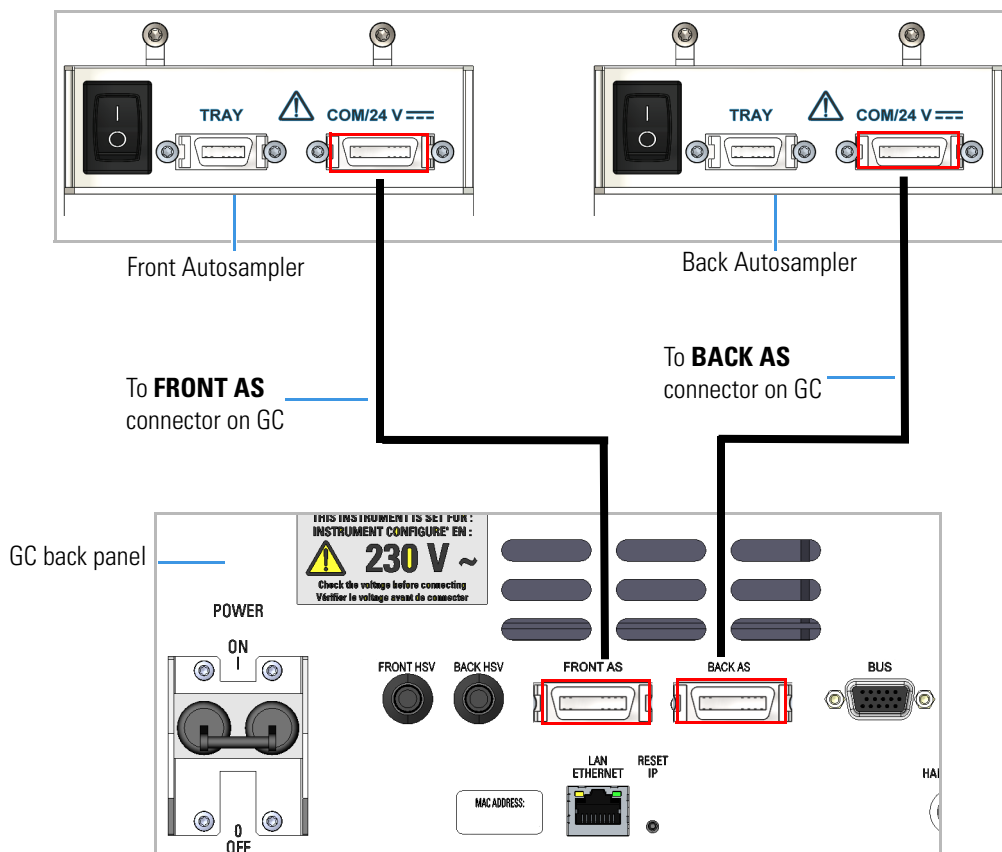 TRAY
COM/24 V
TRAY
COM/24 V
Front Autosampler
Back Autosampler
To FRONT AS
connector on GC
To BACK AS
connector on GC
GC back panel
THIS INSTRUMENT IS SET FOR :
INSTRUMENT CONFIGURE' EN :
230 V ~
Check the voltage before connecting
Vérifier le voltage avant de connecter
POWER
ON
FRONT HSV
BACK HSV
FRONT AS
BACK AS
BUS
LAN
ETHERNET
RESET
IP
MAC ADDRESS:
0
OFF